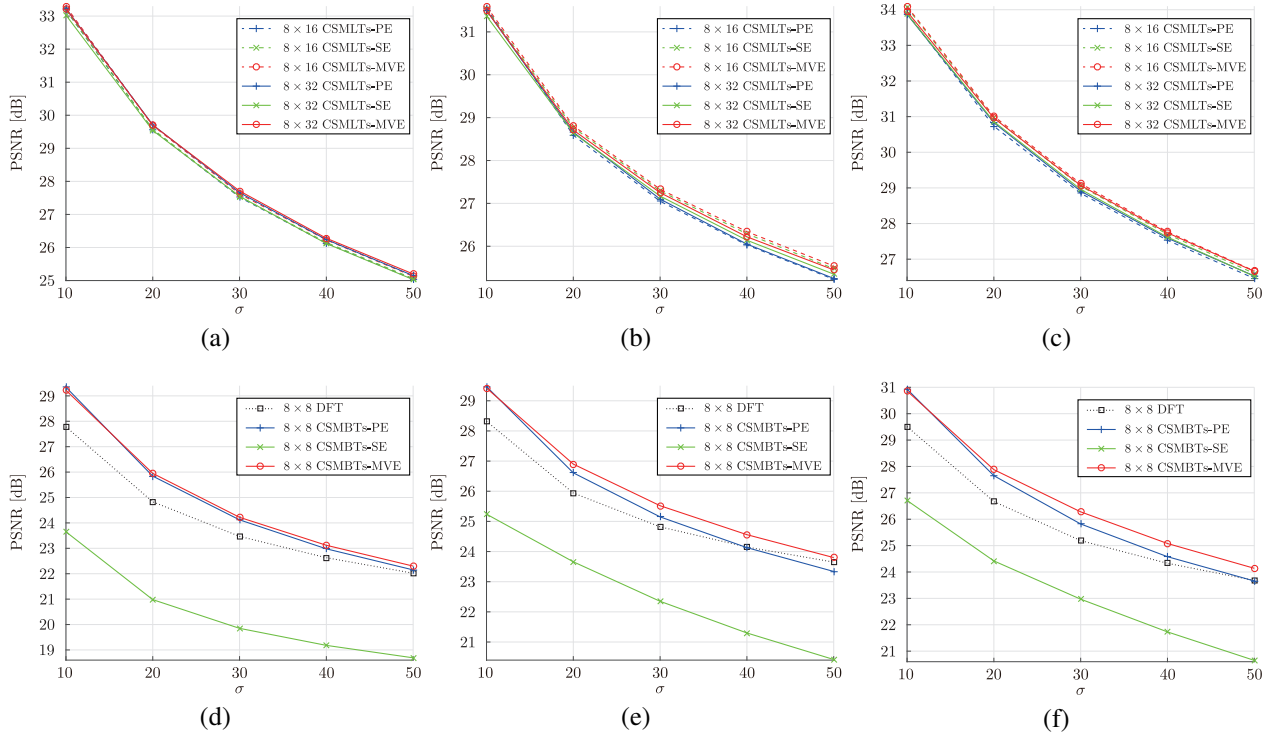 33
32
31
30
29
28
27
26
25
PSNR [dB]
10 20 30 40 50
σ
8 × 16 CSMLTs-PE
8 × 16 CSMLTs-SE
8 × 16 CSMLTs-MVE
8 × 32 CSMLTs-PE
8 × 32 CSMLTs-SE
8 × 32 CSMLTs-MVE
(a)
31
30
29
28
27
26
PSNR [dB]
10 20 30 40 50
σ
8 × 16 CSMLTs-PE
8 × 16 CSMLTs-SE
8 × 16 CSMLTs-MVE
8 × 32 CSMLTs-PE
8 × 32 CSMLTs-SE
8 × 32 CSMLTs-MVE
(b)
34
33
32
31
30
29
28
27
PSNR [dB]
10 20 30 40 50
σ
8 × 16 CSMLTs-PE
8 × 16 CSMLTs-SE
8 × 16 CSMLTs-MVE
8 × 32 CSMLTs-PE
8 × 32 CSMLTs-SE
8 × 32 CSMLTs-MVE
(c)
29
28
27
26
25
24
23
22
21
20
19
PSNR [dB]
10 20 30 40 50
σ
8 × 8 DFT
8 × 8 CSMBTs-PE
8 × 8 CSMBTs-SE
8 × 8 CSMBTs-MVE
(d)
29
28
27
26
25
24
23
22
21
PSNR [dB]
10 20 30 40 50
σ
8 × 8 DFT
8 × 8 CSMBTs-PE
8 × 8 CSMBTs-SE
8 × 8 CSMBTs-MVE
(e)
31
30
29
28
27
26
25
24
23
22
21
PSNR [dB]
10 20 30 40 50
σ
8 × 8 DFT
8 × 8 CSMBTs-PE
8 × 8 CSMBTs-SE
8 × 8 CSMBTs-MVE
(f)